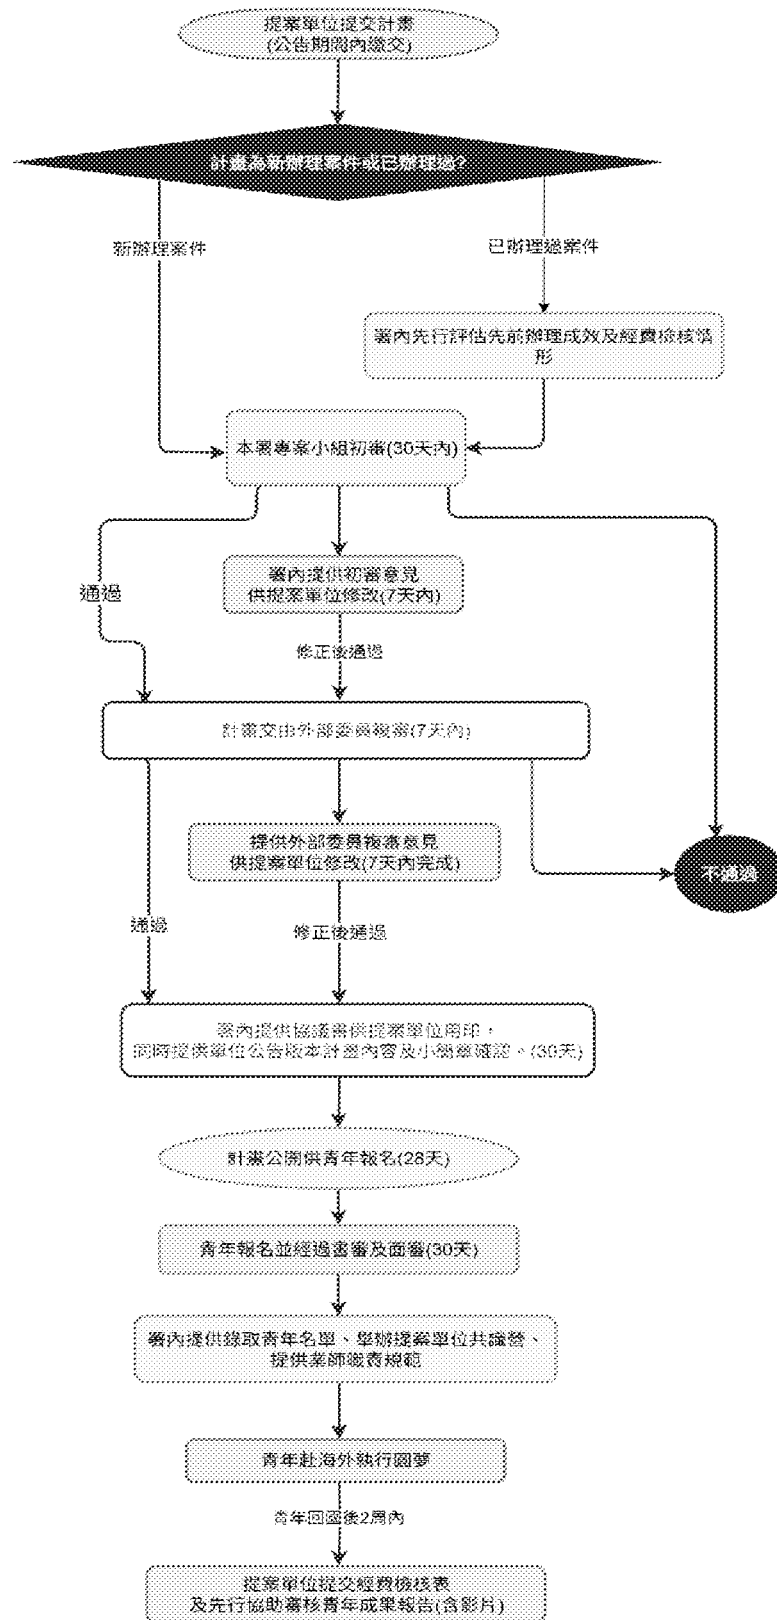 提案單位提交計畫
(公告期間內繳交)
計畫為新辦理案件或已辦理過?
新辦理案件
已辦理過案件
署內先行評估先前辦理成效及經費檢核情
形
本署專案小組初審(30天內)
署內提供初審意見
供提案單位修改(7天內)
通過
修正後通過
計畫交由外部委員複審(7天內)
提供外部委員複審意見
供提案單位修改(7天內完成)
不通過
通過
修正後通過
署內提供協議書供提案單位用印，
同時提供單位公告版本計畫內容及小簡章確認。(30天)
計畫公開供青年報名(28天)
青年報名並經過書審及面審(30天)
署內提供錄取青年名單、舉辦提案單位共識營、
提供業師職責規範
青年赴海外執行圓夢
青年回國後2周內
提案單位提交經費檢核表
及先行協助審核青年成果報告(含影片)